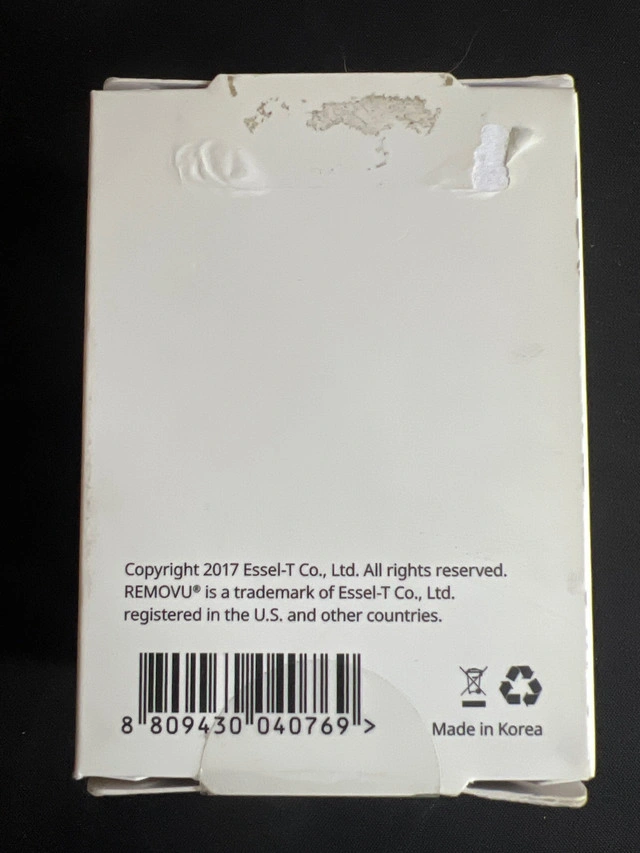 Copyright 2017 Essel-T Co., Ltd. All rights reserved.
REMOVU® is a trademark of Essel-T Co., Ltd.
registered in the U.S. and other countries.
8 809430 040769 >
Made in Korea